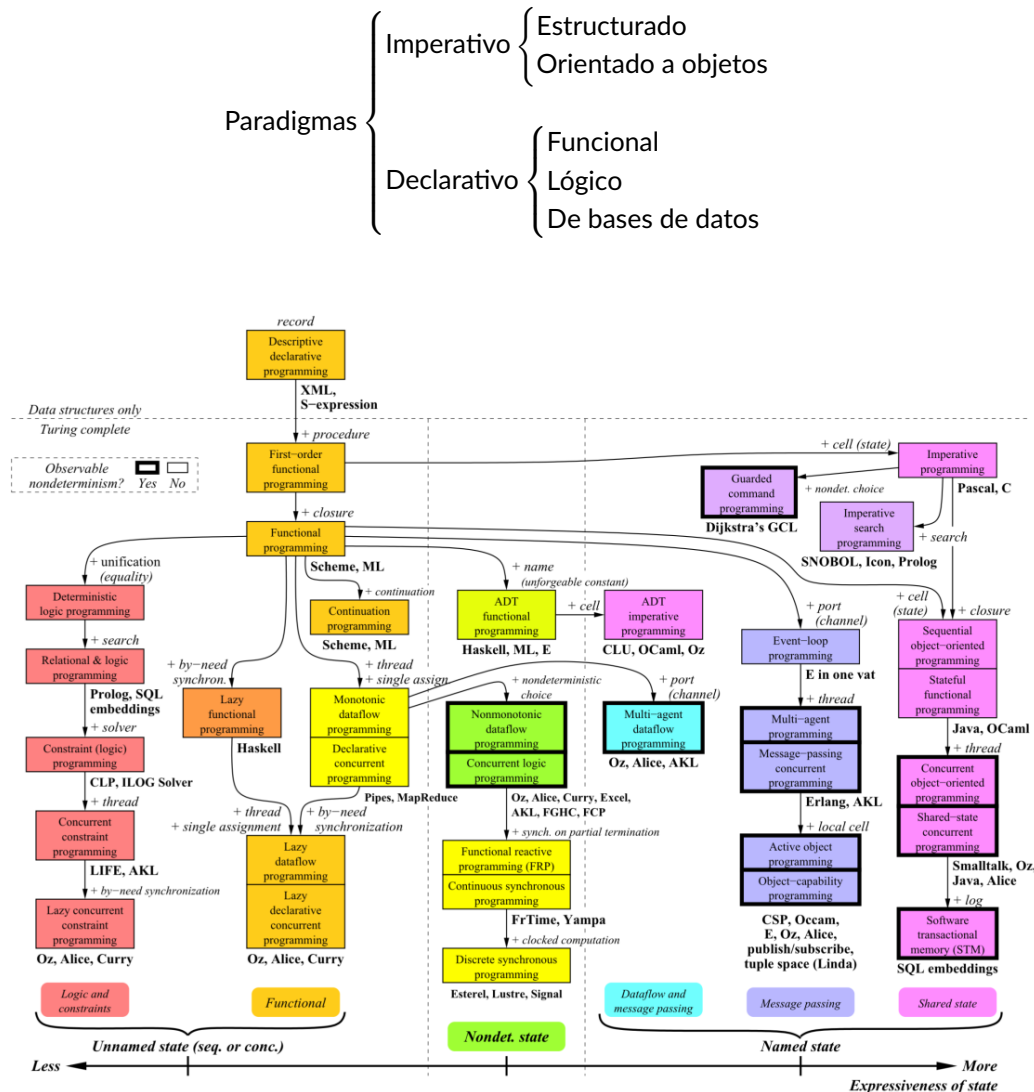 Paradigmas
Imperativo
Estructurado
Orientado a objetos
Declarativo
Funcional
Lógico
De bases de datos
record
Descriptive
declarative
programming
XML,
S−expression
Data structures only
Turing complete
Observable
nondeterminism?
Yes
No
+ procedure
First−order
functional
programming
+ cell (state)
Imperative
programming
Pascal, C
Guarded
command
programming
+ nondet. choice
Dijkstra's GCL
Imperative
search
programming
+ search
SNOBOL, Icon, Prolog
+ closure
Functional
programming
Scheme, ML
+ unification
(equality)
Deterministic
logic programming
+ search
Relational & logic
programming
Prolog, SQL
embeddings
+ solver
Constraint (logic)
programming
CLP, ILOG Solver
+ thread
Concurrent
constraint
programming
LIFE, AKL
+ by−need synchronization
Lazy concurrent
constraint
programming
Oz, Alice, Curry
+ continuation
Continuation
programming
Scheme, ML
+ by−need
synchron.
Lazy
functional
programming
Haskell
+ thread
+ single assign.
Monotonic
dataflow
programming
Declarative
concurrent
programming
Pipes, MapReduce
+ thread
+ single assignment
+ by−need
synchronization
Lazy
dataflow
programming
Lazy
declarative
concurrent
programming
Oz, Alice, Curry
+ name
(unforgeable constant)
ADT
functional
programming
Haskell, ML, E
+ cell
ADT
imperative
programming
CLU, OCaml, Oz
+ nondeterministic
choice
Nonmonotonic
dataflow
programming
Concurrent logic
programming
Oz, Alice, Curry, Excel,
AKL, FGHC, FCP
+ synch. on partial termination
Functional reactive
programming (FRP)
Continuous synchronous
programming
FrTime, Yampa
+ clocked computation
Discrete synchronous
programming
Esterel, Lustre, Signal
+ port
(channel)
Multi−agent
dataflow
programming
Oz, Alice, AKL
+ port
(channel)
Event−loop
programming
E in one vat
+ thread
Multi−agent
programming
Message−passing
concurrent
programming
Erlang, AKL
+ local cell
Active object
programming
Object−capability
programming
CSP, Occam,
E, Oz, Alice,
publish/subscribe,
tuple space (Linda)
+ cell
(state)
+ closure
Sequential
object−oriented
programming
Stateful
functional
programming
Java, OCaml
+ thread
Concurrent
object−oriented
programming
Shared−state
concurrent
programming
Smalltalk, Oz,
Java, Alice
+ log
Software
transactional
memory (STM)
SQL embeddings
Logic and
constraints
Functional
Nondet. state
Dataflow and
message passing
Message passing
Shared state
Unnamed state (seq. or conc.)
Named state
Less
More
Expressiveness of state